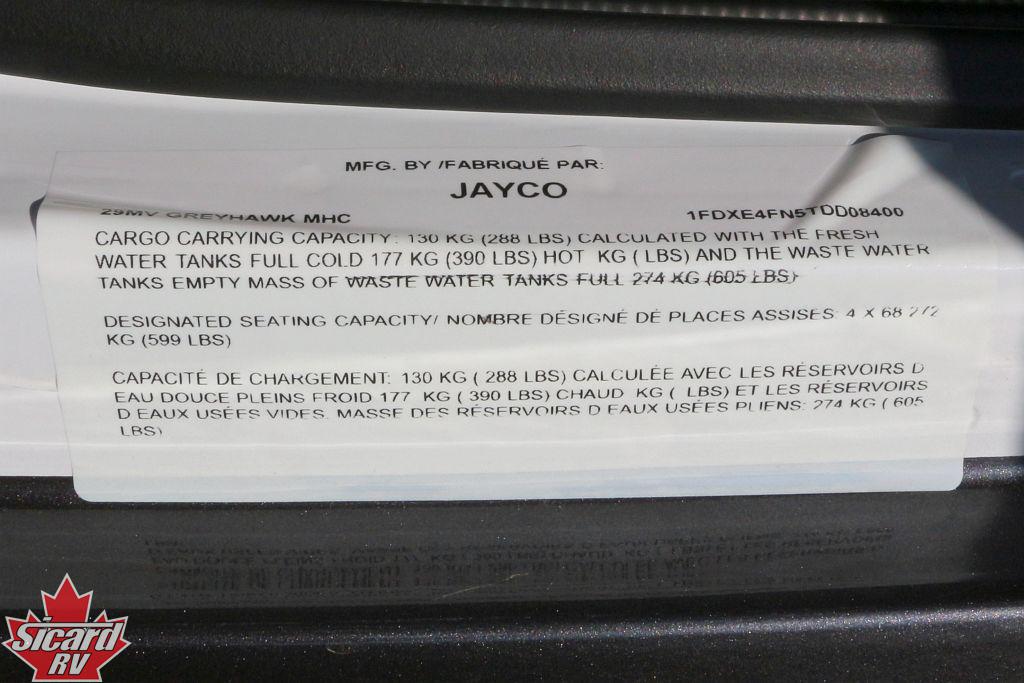 MFG. BY /FABRIQUÉ PAR:
JAYCO
29MV GREYHAWK MHC 1FDXE4FN5TDD08400
CARGO CARRYING CAPACITY: 130 KG (288 LBS) CALCULATED WITH THE FRESH
WATER TANKS FULL COLD 177 KG (390 LBS) HOT KG ( LBS) AND THE WASTE WATER
TANKS EMPTY MASS OF WASTE WATER TANKS FULL 274 KG (605 LBS)
DESIGNATED SEATING CAPACITY/ NOMBRE DÉSIGNÉ DE PLACES ASSISES: 4 X 68 272
KG (599 LBS)
CAPACITÉ DE CHARGEMENT: 130 KG ( 288 LBS) CALCULÉE AVEC LES RÉSERVOIRS D
EAU DOUCE PLEINS FROID 177 KG ( 390 LBS) CHAUD KG ( LBS) ET LES RÉSERVOIRS
D EAUX USÉES VIDES. MASSE DES RÉSERVOIRS D EAUX USÉES PLIENS: 274 KG ( 605
LBS)
Sicard
RV